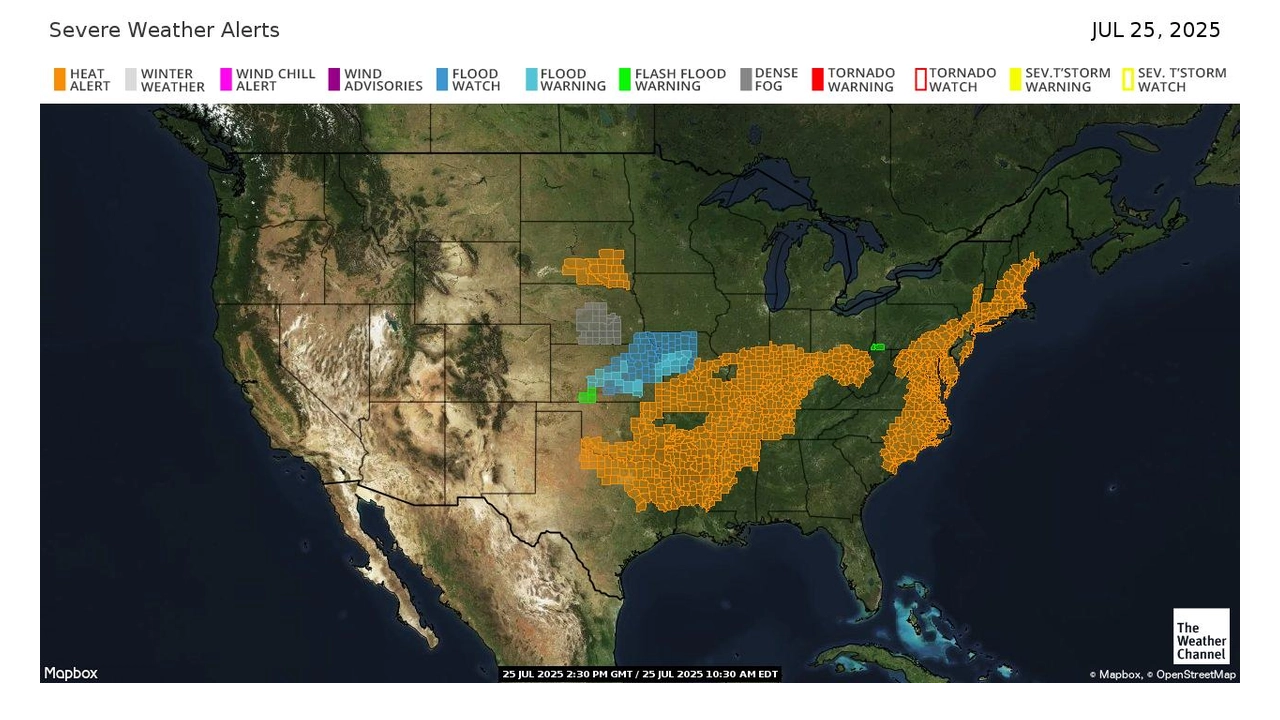 Severe Weather Alerts
JUL 25, 2025
HEAT
ALERT
WINTER
WEATHER
WIND CHILL
ALERT
WIND
ADVISORIES
FLOOD
WATCH
FLOOD
WARNING
FLASH FLOOD
WARNING
DENSE
FOG
TORNADO
WARNING
TORNADO
WATCH
SEV.T'STORM
WARNING
SEV. T'STORM
WATCH
The
Weather
Channel
Mapbox
25 JUL 2025 2:30 PM GMT / 25 JUL 2025 10:30 AM EDT
© Mapbox, © OpenStreetMap